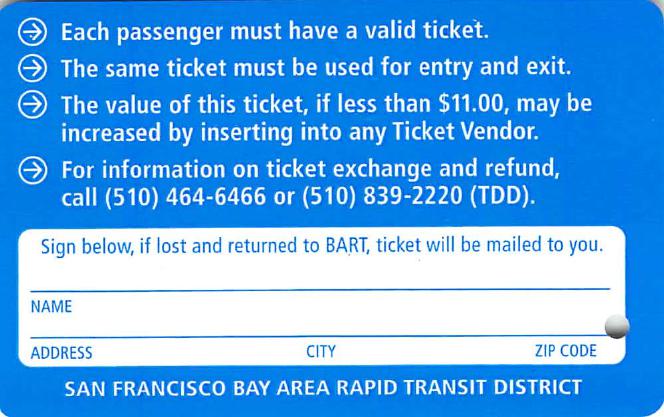 Each passenger must have a valid ticket.
The same ticket must be used for entry and exit.
The value of this ticket, if less than $11.00, may be
increased by inserting into any Ticket Vendor.
For information on ticket exchange and refund,
call (510) 464-6466 or (510) 839-2220 (TDD).
Sign below, if lost and returned to BART, ticket will be mailed to you.
NAME
ADDRESS CITY ZIP CODE
SAN FRANCISCO BAY AREA RAPID TRANSIT DISTRICT